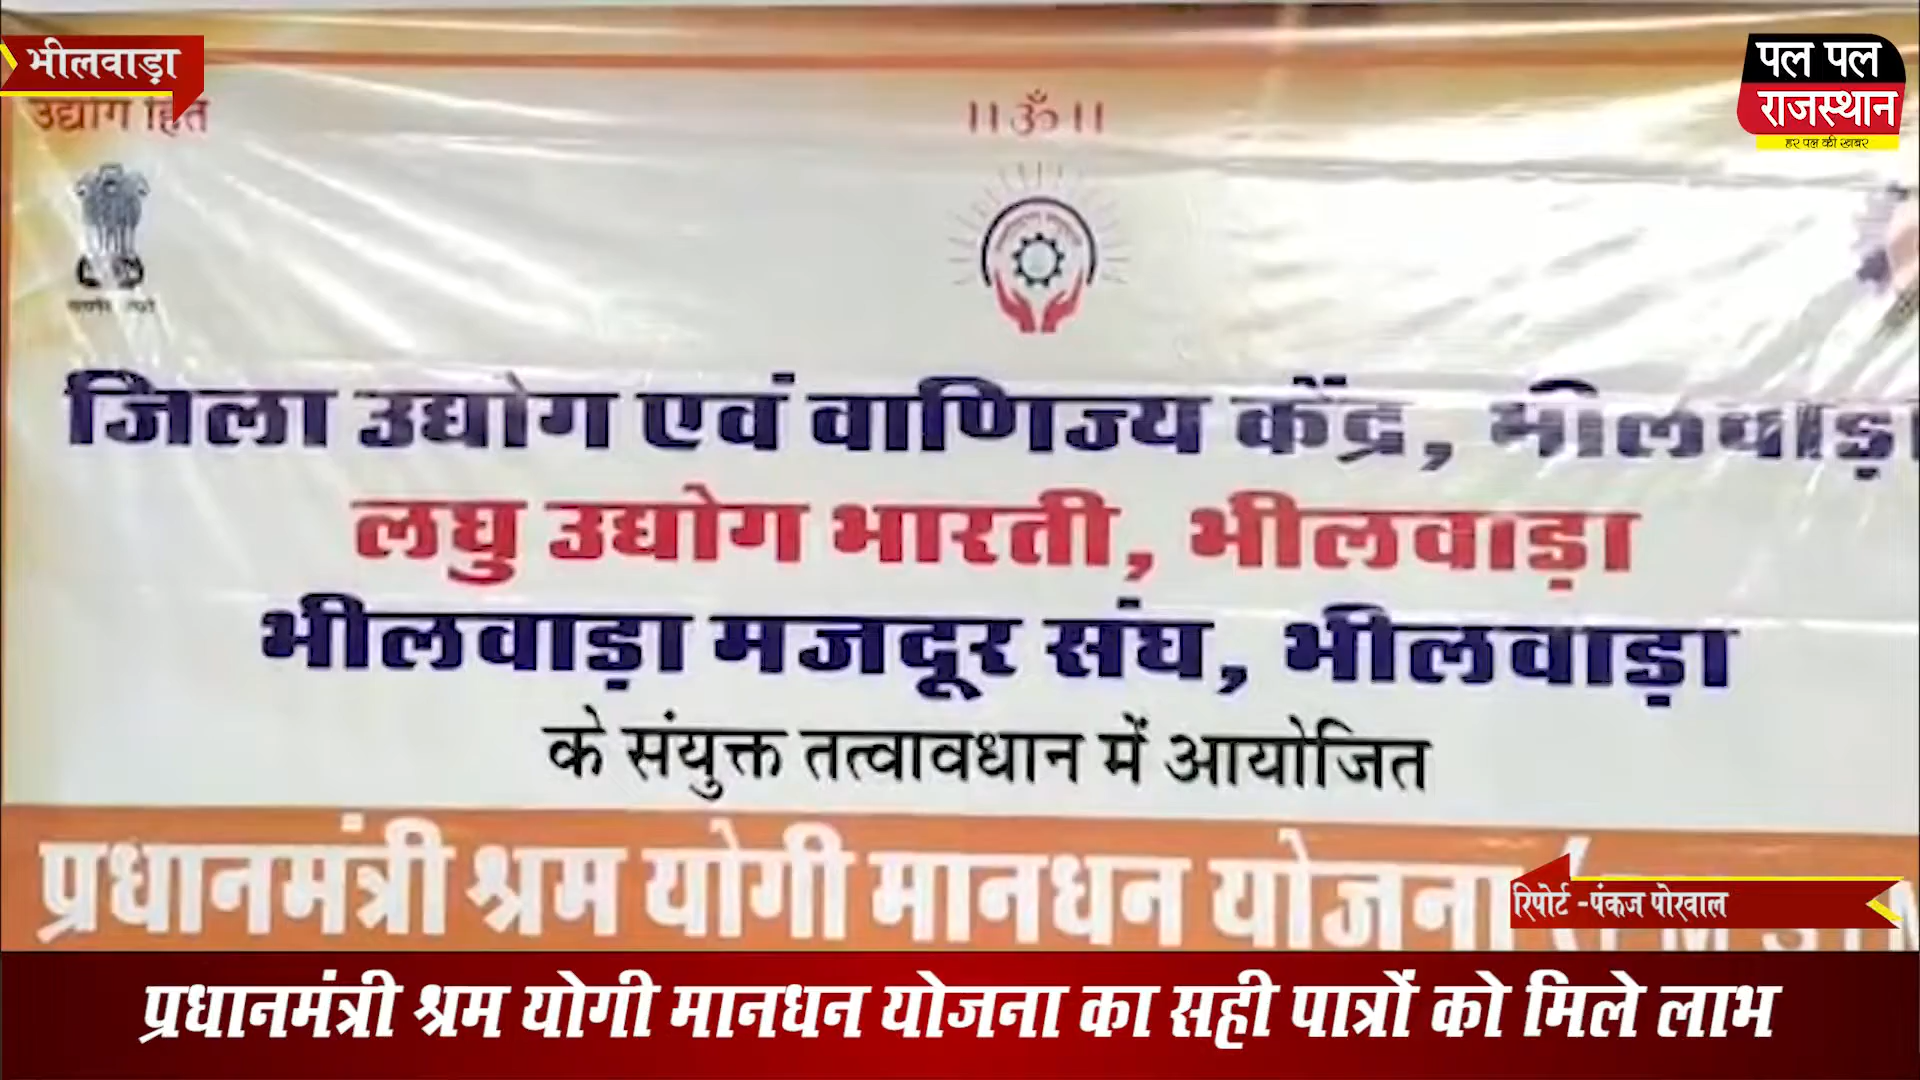 भीलवाड़ा
पल पल
राजस्थान
हर पल की खबर
उद्योग हित
।।ॐ।।
जिला उद्योग एवं वाणिज्य केंद्र, भीलवाड़ा
लघु उद्योग भारती, भीलवाड़ा
भीलवाड़ा मजदूर संघ, भीलवाड़ा
के संयुक्त तत्वावधान में आयोजित
प्रधानमंत्री श्रम योगी मानधन योजना
रिपोर्ट -पंकज पोरवाल
प्रधानमंत्री श्रम योगी मानधन योजना का सही पात्रों को मिले लाभ